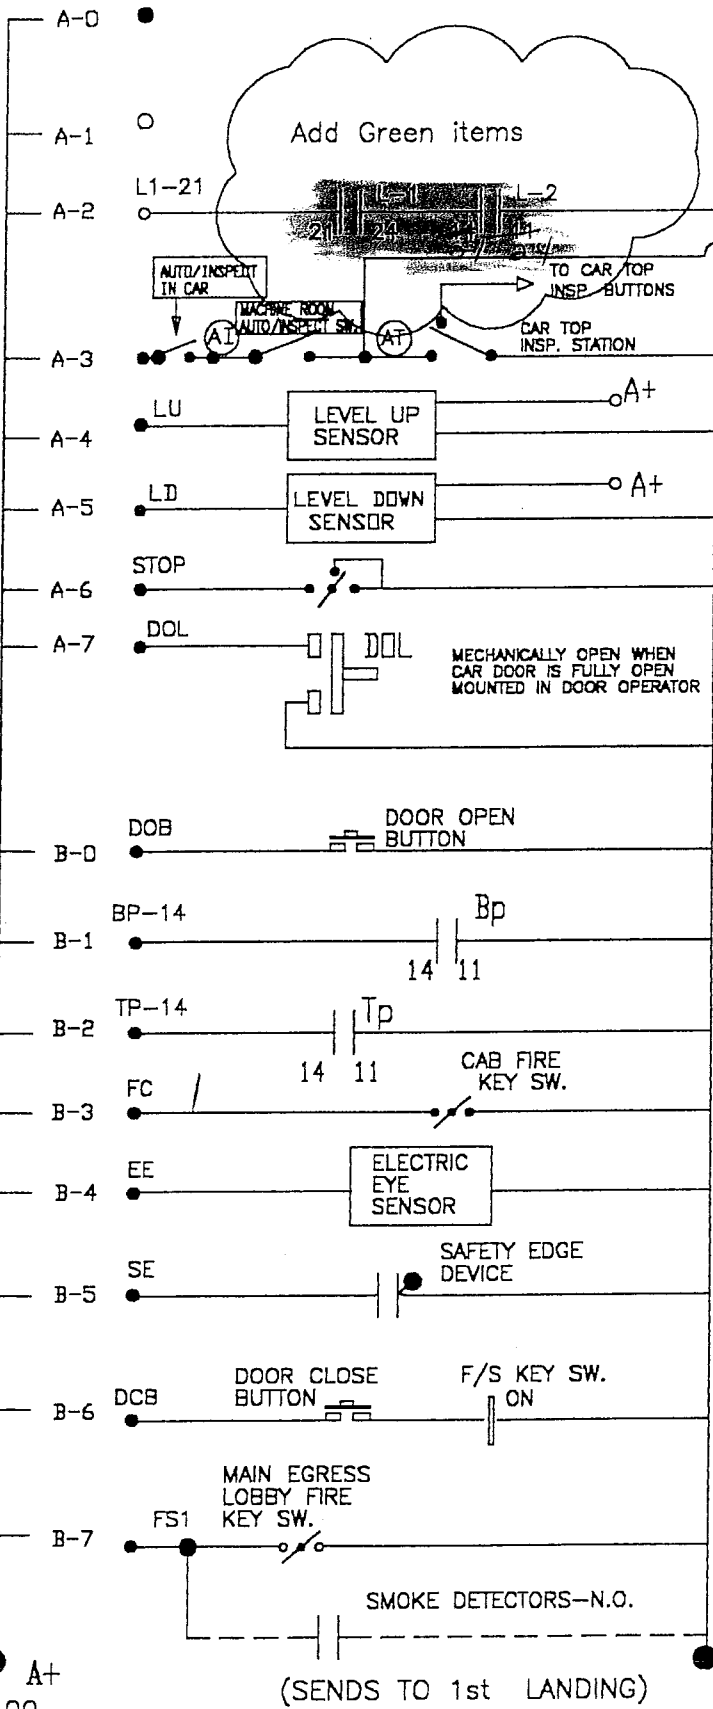 A-0
A-1
Add Green items
L1-21
A-2
L-1
L-2
21
24
11
AUTO/INSPECT
IN CAR
MACHINE ROOM
AUTO/INSPECT SW.
TO CAR TOP
INSP. BUTTONS
CAR TOP
INSP. STATION
AI
AT
A-3
LU
LEVEL UP
SENSOR
A+
A-4
LD
LEVEL DOWN
SENSOR
A+
A-5
STOP
A-6
DOL
DOL
A-7
MECHANICALLY OPEN WHEN
CAR DOOR IS FULLY OPEN
MOUNTED IN DOOR OPERATOR
DOB
DOOR OPEN
BUTTON
B-0
BP-14
Bp
B-1
14 11
TP-14
Tp
B-2
14 11
CAB FIRE
KEY SW.
FC
B-3
EE
ELECTRIC
EYE
SENSOR
B-4
SE
SAFETY EDGE
DEVICE
B-5
DOOR CLOSE
BUTTON
F/S KEY SW.
ON
DCB
B-6
MAIN EGRESS
LOBBY FIRE
KEY SW.
FS1
B-7
SMOKE DETECTORS-N.O.
A+
(SENDS TO 1st LANDING)